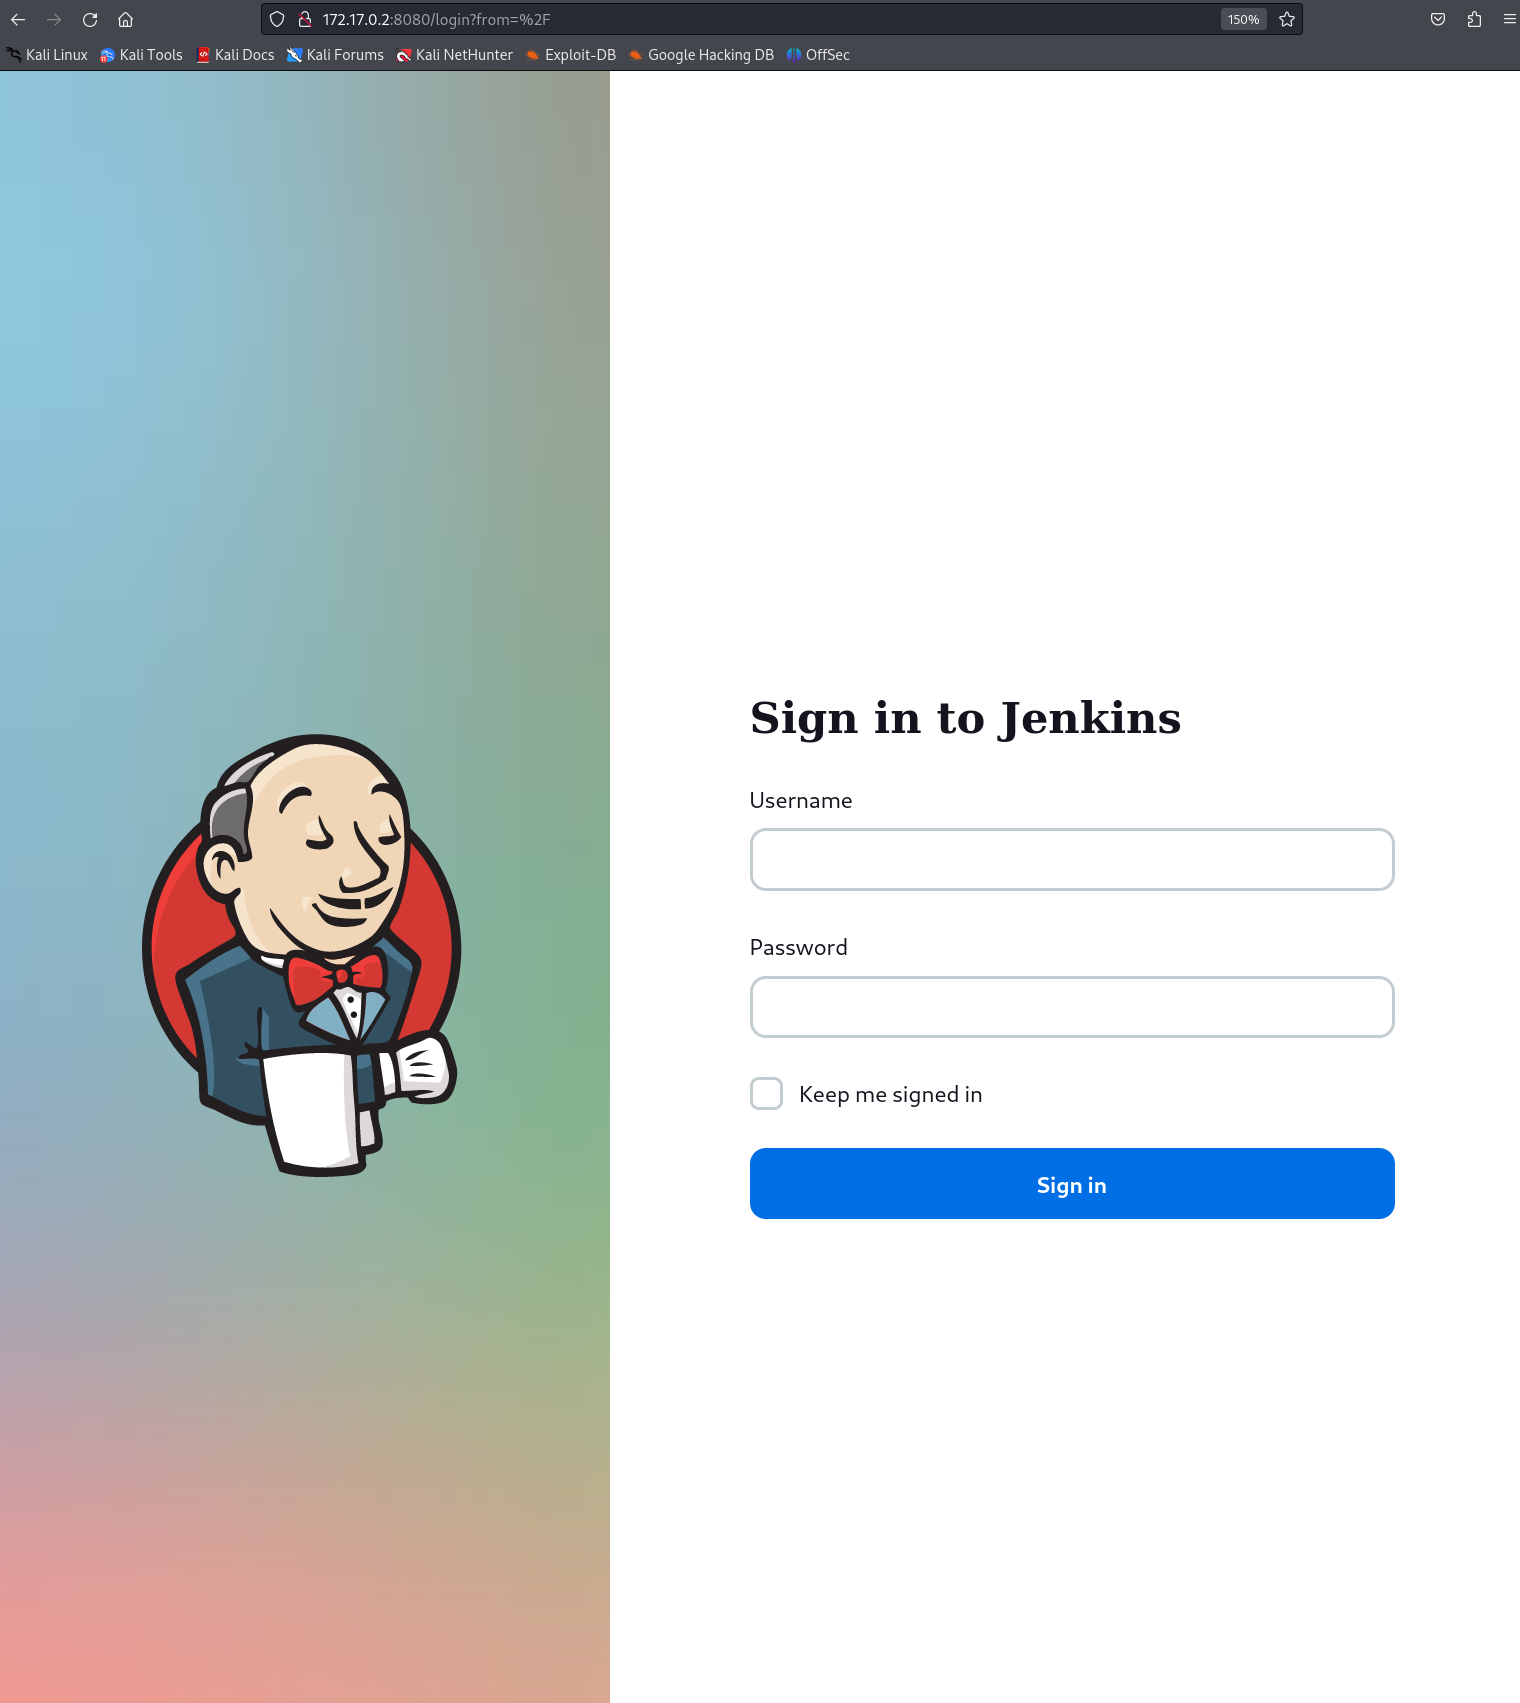 172.17.0.2:8080/login?from=%2F
150%
Kali Linux Kali Tools Kali Docs Kali Forums Kali NetHunter Exploit-DB Google Hacking DB OffSec
Sign in to Jenkins
Username
Password
Keep me signed in
Sign in